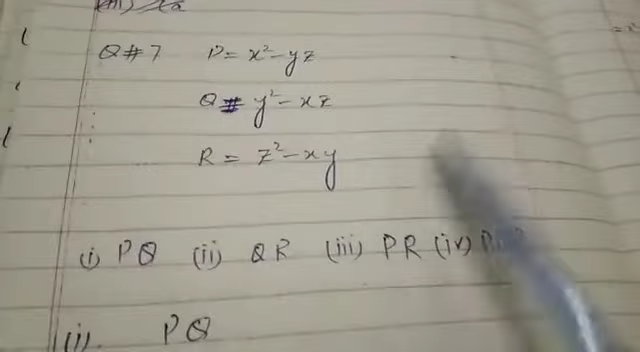 Q#7 P = x² - yz
Q = y² - xz
R = z² - xy
(i) PQ (ii) QR (iii) PR (iv)
(i). PQ